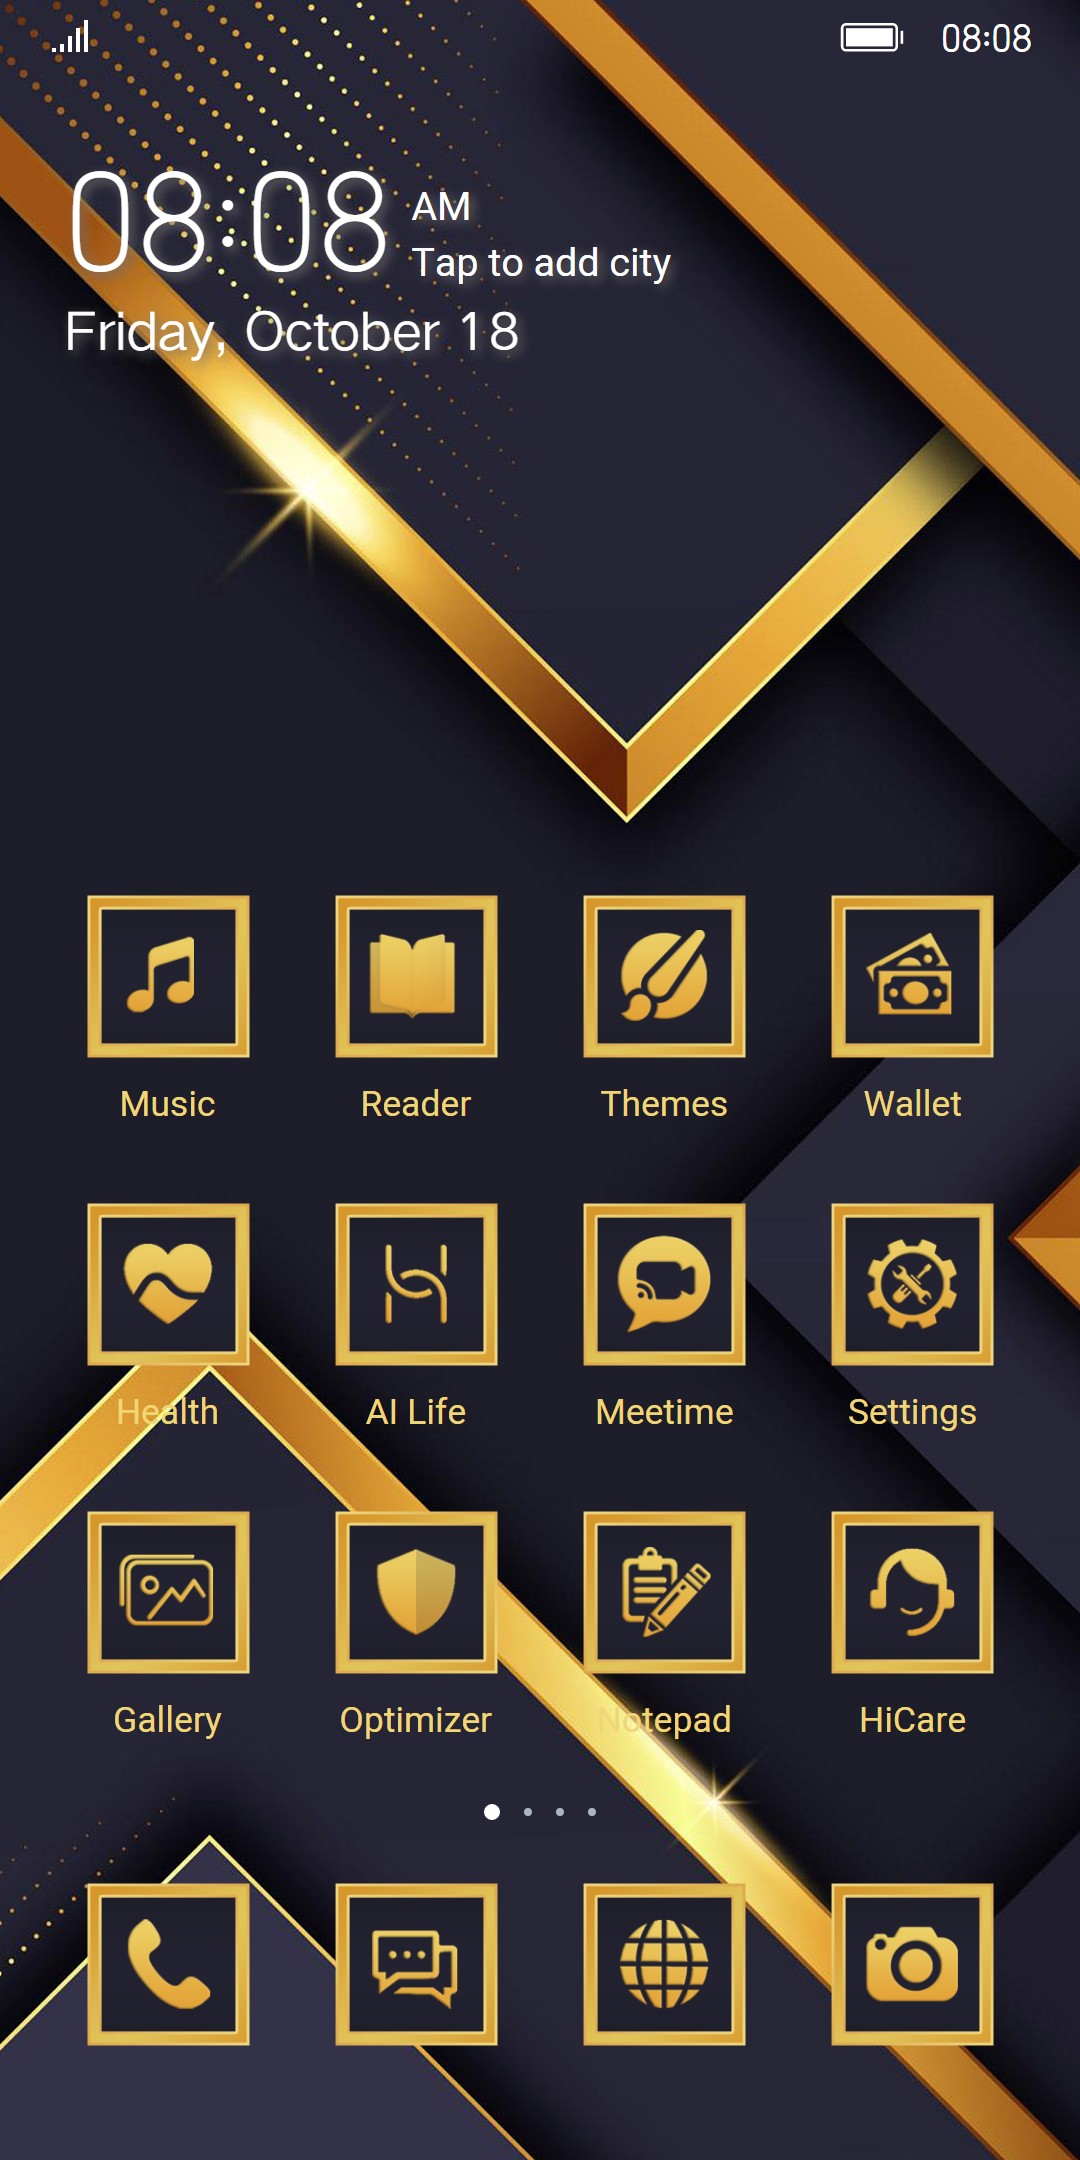 08:08
08:08 AM
Tap to add city
Friday, October 18
Music Reader Themes Wallet
Health AI Life Meetime Settings
Gallery Optimizer Notepad HiCare